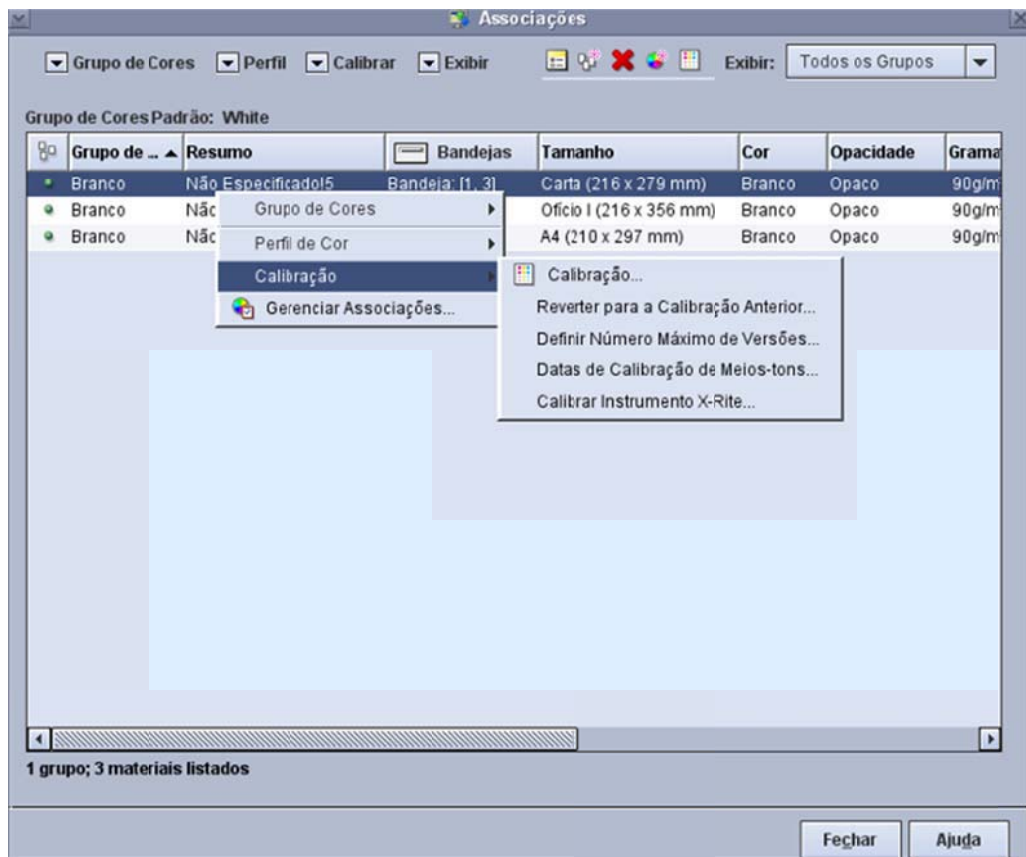 Associações
Grupo de Cores Perfil Calibrar Exibir Exibir: Todos os Grupos
Grupo de Cores Padrão: White
Grupo de ... Resumo Bandejas Tamanho Cor Opacidade Grama
Branco Não Especificado!5 Bandeja: [1, 3] Carta (216 x 279 mm) Branco Opaco 90g/m
Branco Não Ofício I (216 x 356 mm) Branco Opaco 90g/m
Branco Não A4 (210 x 297 mm) Branco Opaco 90g/m
Grupo de Cores
Perfil de Cor
Calibração
Gerenciar Associações...
Calibração...
Reverter para a Calibração Anterior...
Definir Número Máximo de Versões...
Datas de Calibração de Meios-tons...
Calibrar Instrumento X-Rite...
1 grupo; 3 materiais listados
Fechar Ajuda